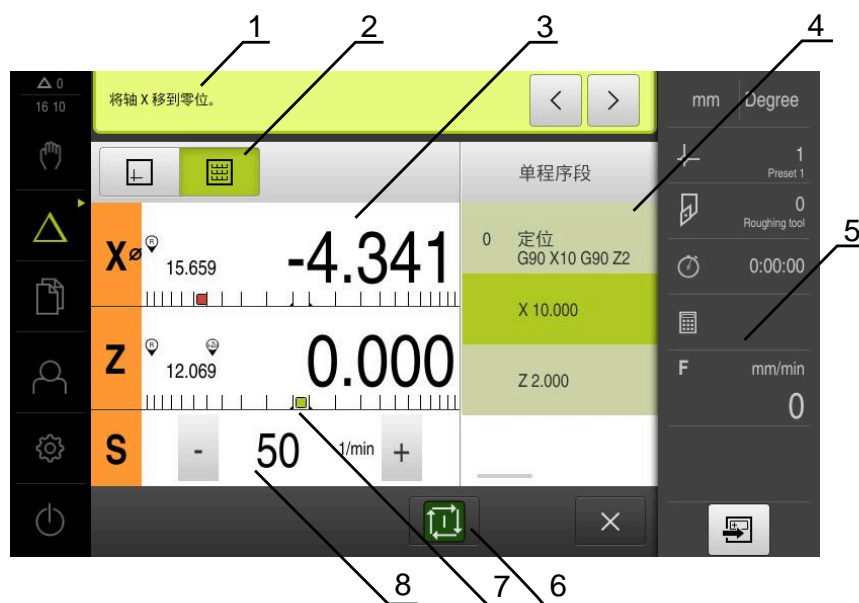 1 2 3 4
0
16 10
将轴 X 移到零位。
< >
mm Degree
单程序段
1
Preset 1
X ø R 15.659 -4.341
0 定位
G90 X10 G90 Z2
0
Roughing tool
5
0:00:00
X 10.000
Z R 12.069 0.000
Z 2.000
F mm/min
0
S - 50 1/min +
I
8 7 6